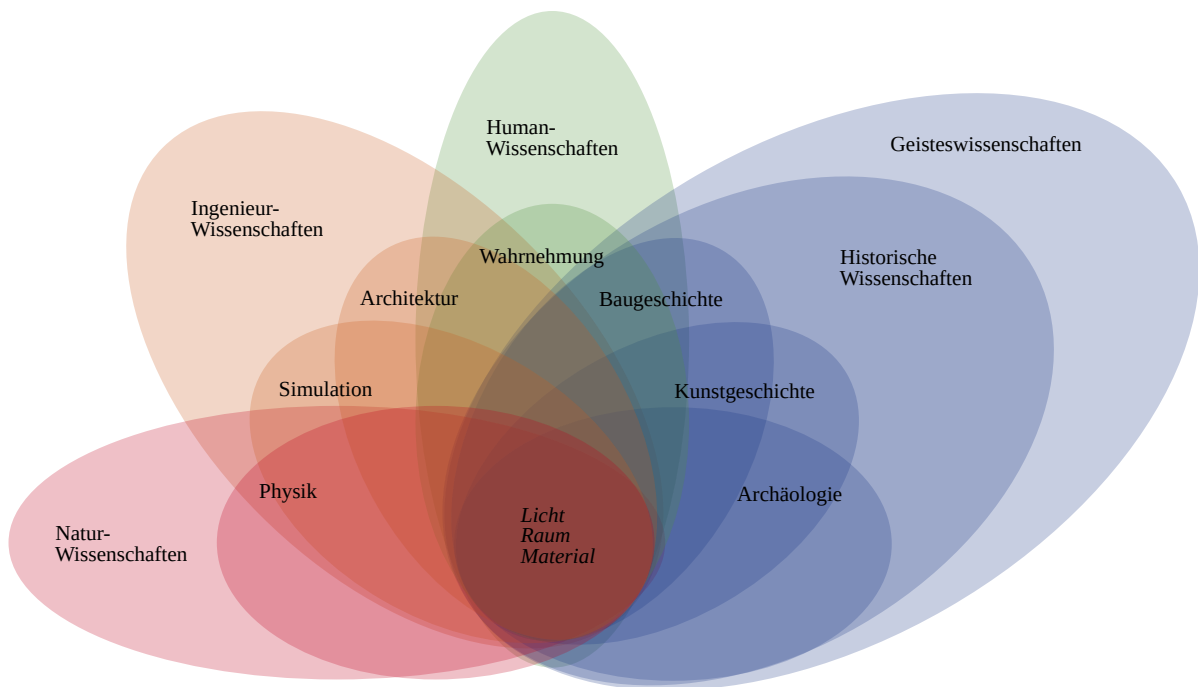 Human-
Wissenschaften
Geisteswissenschaften
Ingenieur-
Wissenschaften
Wahrnehmung
Historische
Wissenschaften
Architektur
Baugeschichte
Simulation
Kunstgeschichte
Physik
Archäologie
Licht
Raum
Material
Natur-
Wissenschaften